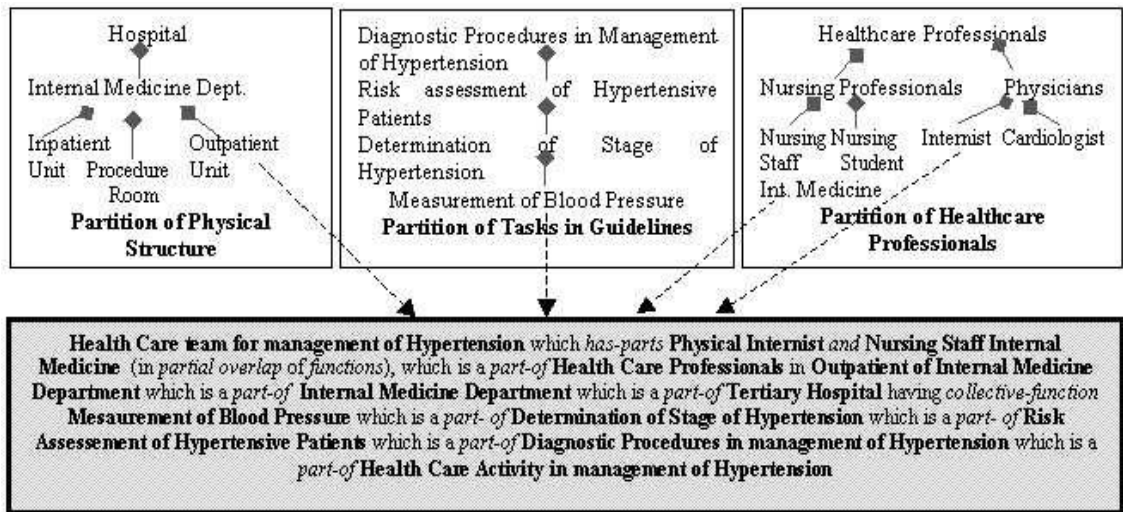 Hospital
Internal Medicine Dept.
Inpatient
Unit
Procedure
Room
Outpatient
Unit
Partition of Physical
Structure
Diagnostic Procedures in Management
of Hypertension
Risk assessment of Hypertensive
Patients
Determination of Stage of
Hypertension
Measurement of Blood Pressure
Partition of Tasks in Guidelines
Healthcare Professionals
Nursing Professionals
Physicians
Nursing
Staff
Int. Medicine
Nursing
Student
Internist
Cardiologist
Partition of Healthcare
Professionals
Health Care team for management of Hypertension which has-parts Physical Internist and Nursing Staff Internal
Medicine (in partial overlap of functions), which is a part-of Health Care Professionals in Outpatient of Internal Medicine
Department which is a part-of Internal Medicine Department which is a part-of Tertiary Hospital having collective-function
Mesaurement of Blood Pressure which is a part- of Determination of Stage of Hypertension which is a part- of Risk
Assessement of Hypertensive Patients which is a part-of Diagnostic Procedures in management of Hypertension which is a
part-of Health Care Activity in management of Hypertension